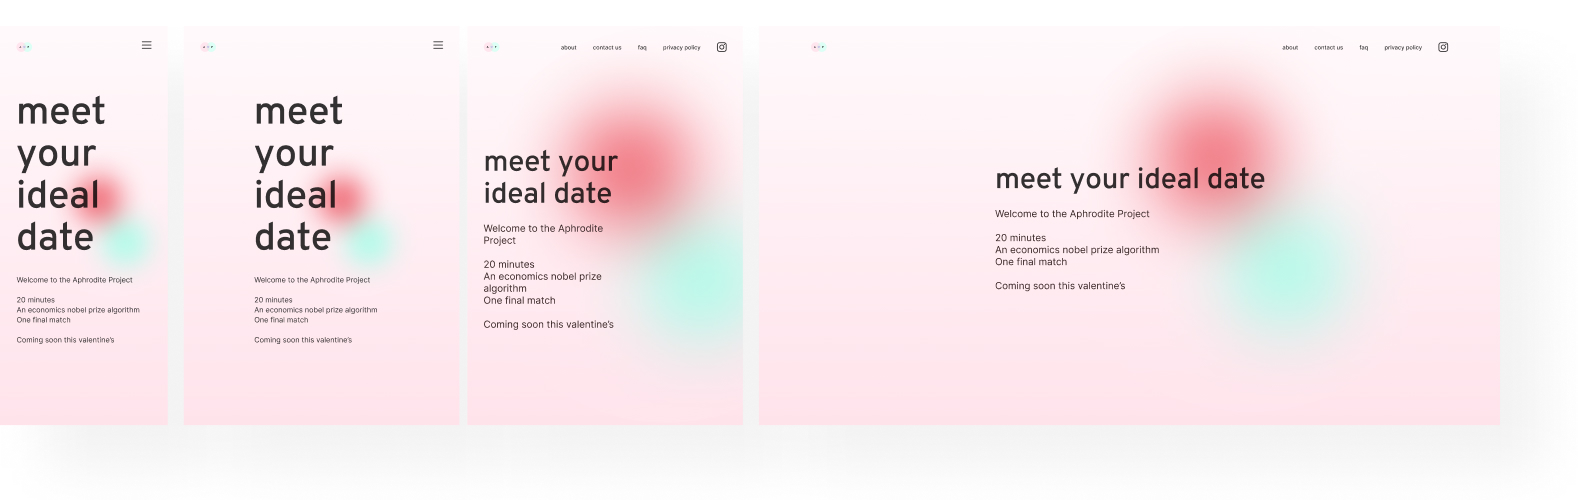 meet
your
ideal
date
Welcome to the Aphrodite Project
20 minutes
An economics nobel prize algorithm
One final match
Coming soon this valentine's
meet
your
ideal
date
Welcome to the Aphrodite Project
20 minutes
An economics nobel prize algorithm
One final match
Coming soon this valentine's
about contact us faq privacy policy
meet your
ideal date
Welcome to the Aphrodite
Project
20 minutes
An economics nobel prize
algorithm
One final match
Coming soon this valentine's
about contact us faq privacy policy
meet your ideal date
Welcome to the Aphrodite Project
20 minutes
An economics nobel prize algorithm
One final match
Coming soon this valentine's